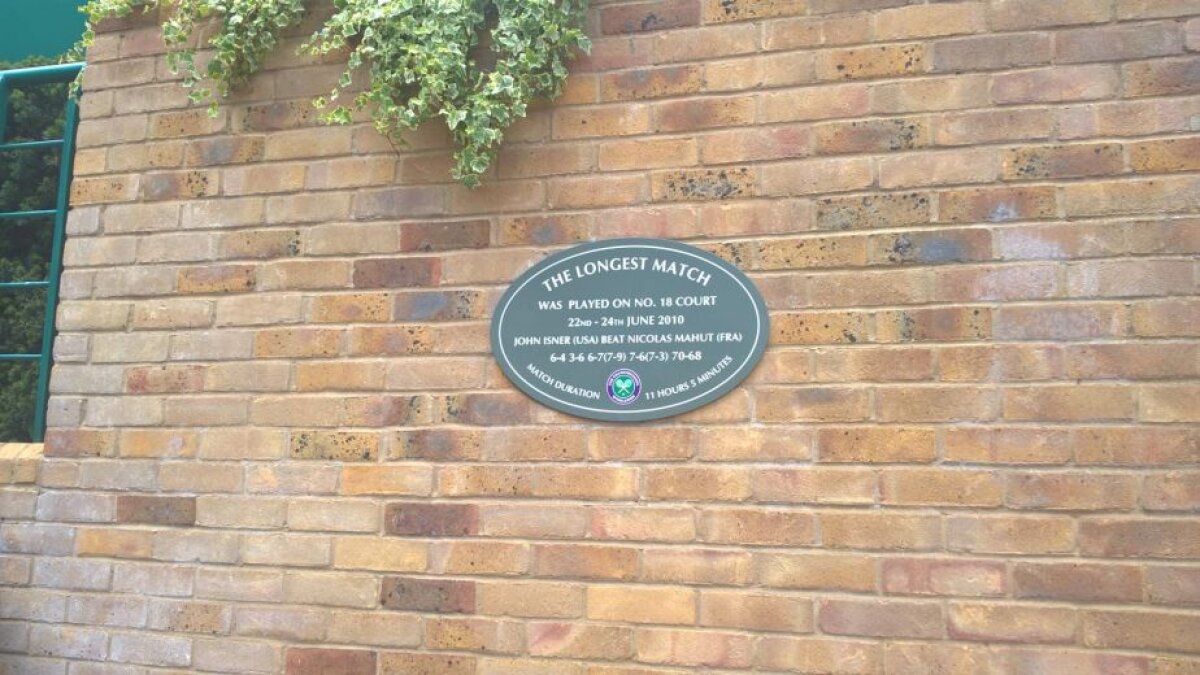 THE LONGEST MATCH
WAS PLAYED ON NO. 18 COURT
22ND - 24TH JUNE 2010
JOHN ISNER (USA) BEAT NICOLAS MAHUT (FRA)
6-4 3-6 6-7(7-9) 7-6(7-3) 70-68
MATCH DURATION 11 HOURS 5 MINUTES